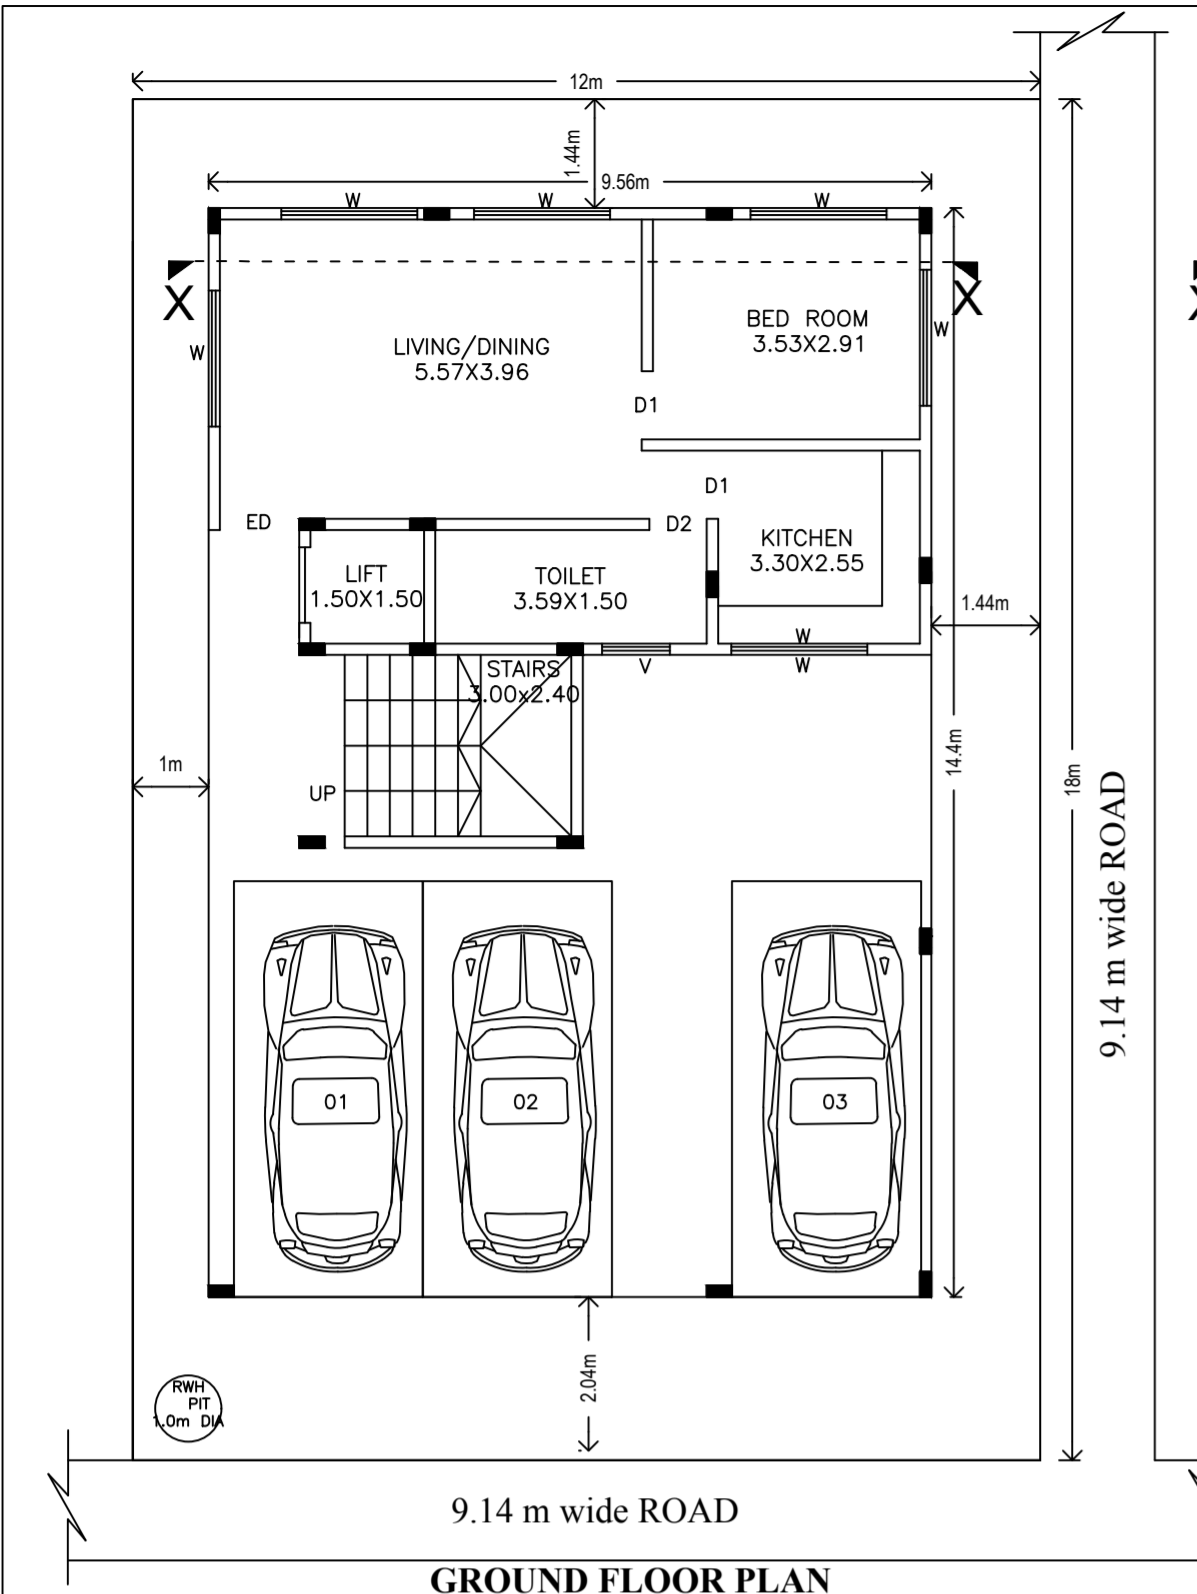 12m
1.44m
9.56m
W
W
W
X
X
X
W
W
LIVING/DINING
5.57X3.96
BED ROOM
3.53X2.91
D1
D1
ED
D2
KITCHEN
3.30X2.55
LIFT
1.50X1.50
TOILET
3.59X1.50
1.44m
W
W
V
STAIRS
3.00x2.40
1m
UP
14.4m
18m
9.14 m wide ROAD
01
02
03
2.04m
RWH
PIT
1.0m DIA
9.14 m wide ROAD
GROUND FLOOR PLAN